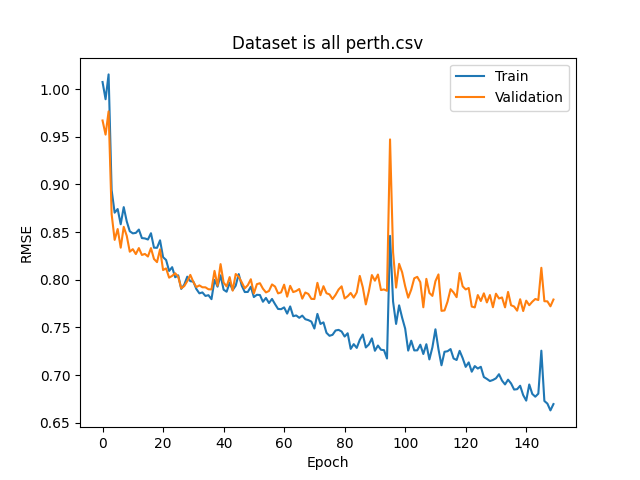 Dataset is all perth.csv
Train
Validation
1.00
0.95
0.90
0.85
0.80
0.75
0.70
0.65
RMSE
0 20 40 60 80 100 120 140
Epoch